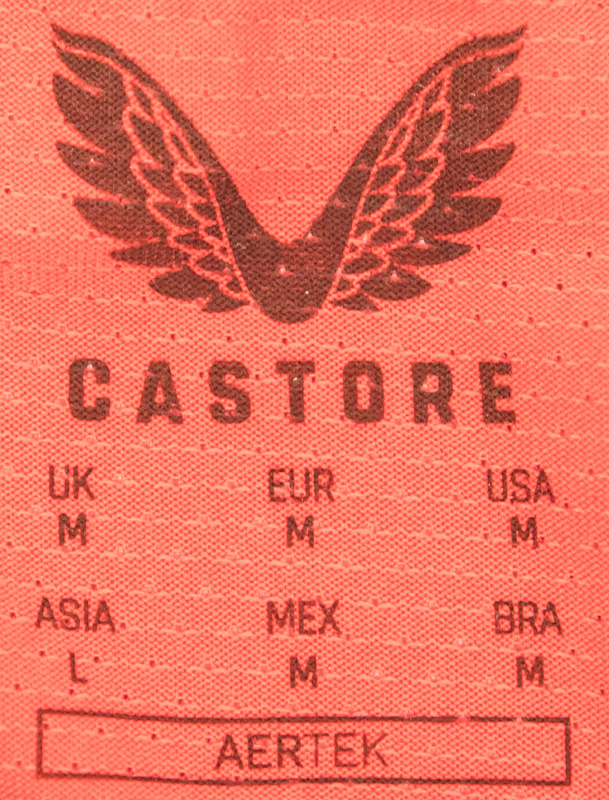 CASTORE
UK EUR USA
M M M
ASIA MEX BRA
L M M
AERTEK